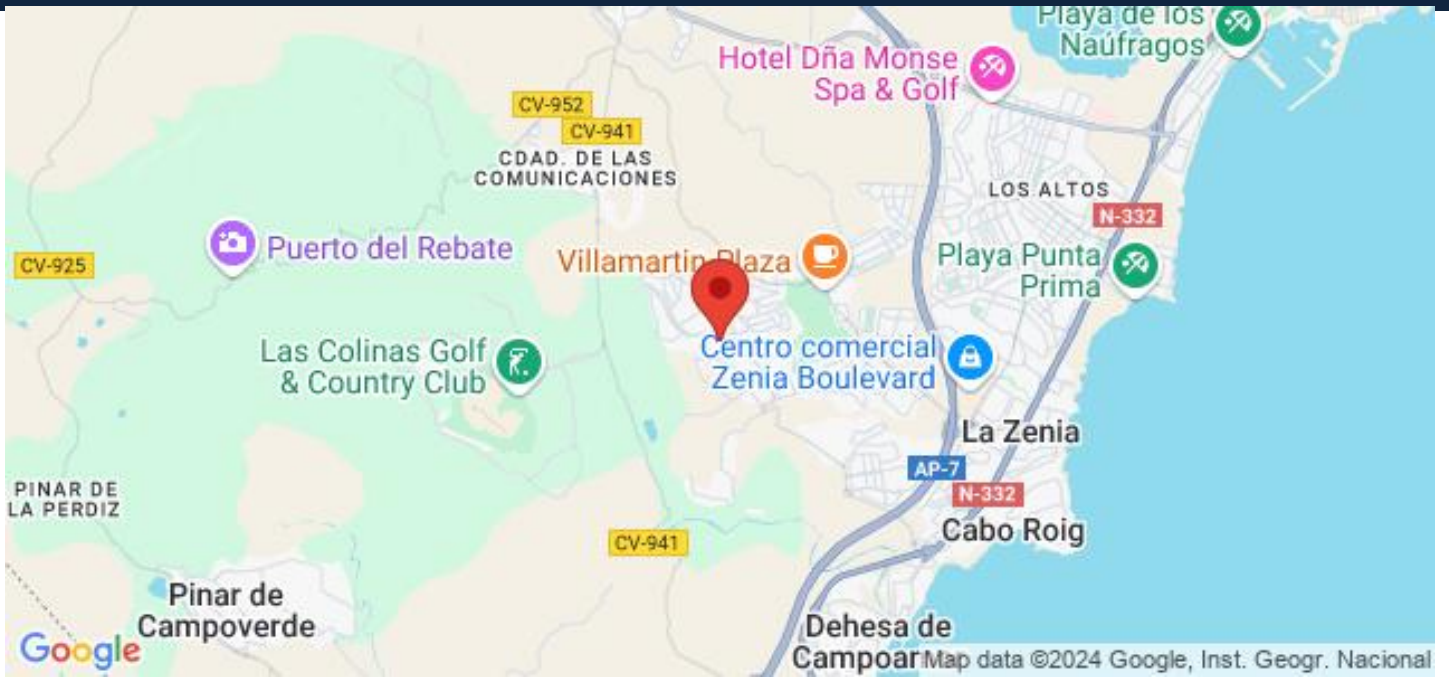 Playa de los
Naúfragos
Hotel Dña Monse
Spa & Golf
CV-952
CV-941
CDAD. DE LAS
COMUNICACIONES
LOS ALTOS
N-332
Puerto del Rebate
CV-925
Villamartin Plaza
Playa Punta
Prima
Las Colinas Golf
& Country Club
Centro comercial
Zenia Boulevard
La Zenia
AP-7
N-332
PINAR DE
LA PERDIZ
Cabo Roig
CV-941
Pinar de
Campoverde
Dehesa de
Google
Map data ©2024 Google, Inst. Geogr. Nacional